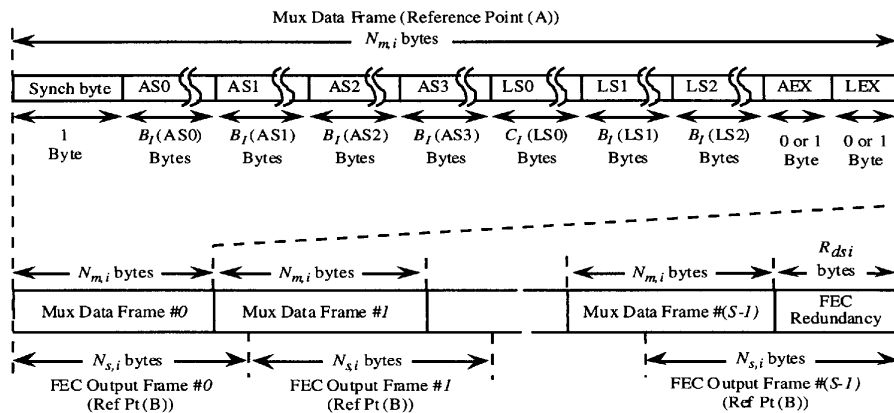 Mux Data Frame (Reference Point (A))
N_{m,i} bytes
Synch byte AS0 AS1 AS2 AS3 LS0 LS1 LS2 AEX LEX
1 Byte
B_I(AS0) Bytes
B_I(AS1) Bytes
B_I(AS2) Bytes
B_I(AS3) Bytes
C_I(LS0) Bytes
B_I(LS1) Bytes
B_I(LS2) Bytes
0 or 1 Byte
0 or 1 Byte
N_{m,i} bytes
N_{m,i} bytes
N_{m,i} bytes
R_{dsi} bytes
Mux Data Frame #0
Mux Data Frame #1
Mux Data Frame #(S-1)
FEC Redundancy
N_{s,i} bytes
N_{s,i} bytes
N_{s,i} bytes
FEC Output Frame #0
(Ref Pt (B))
FEC Output Frame #1
(Ref Pt (B))
FEC Output Frame #(S-1)
(Ref Pt (B))